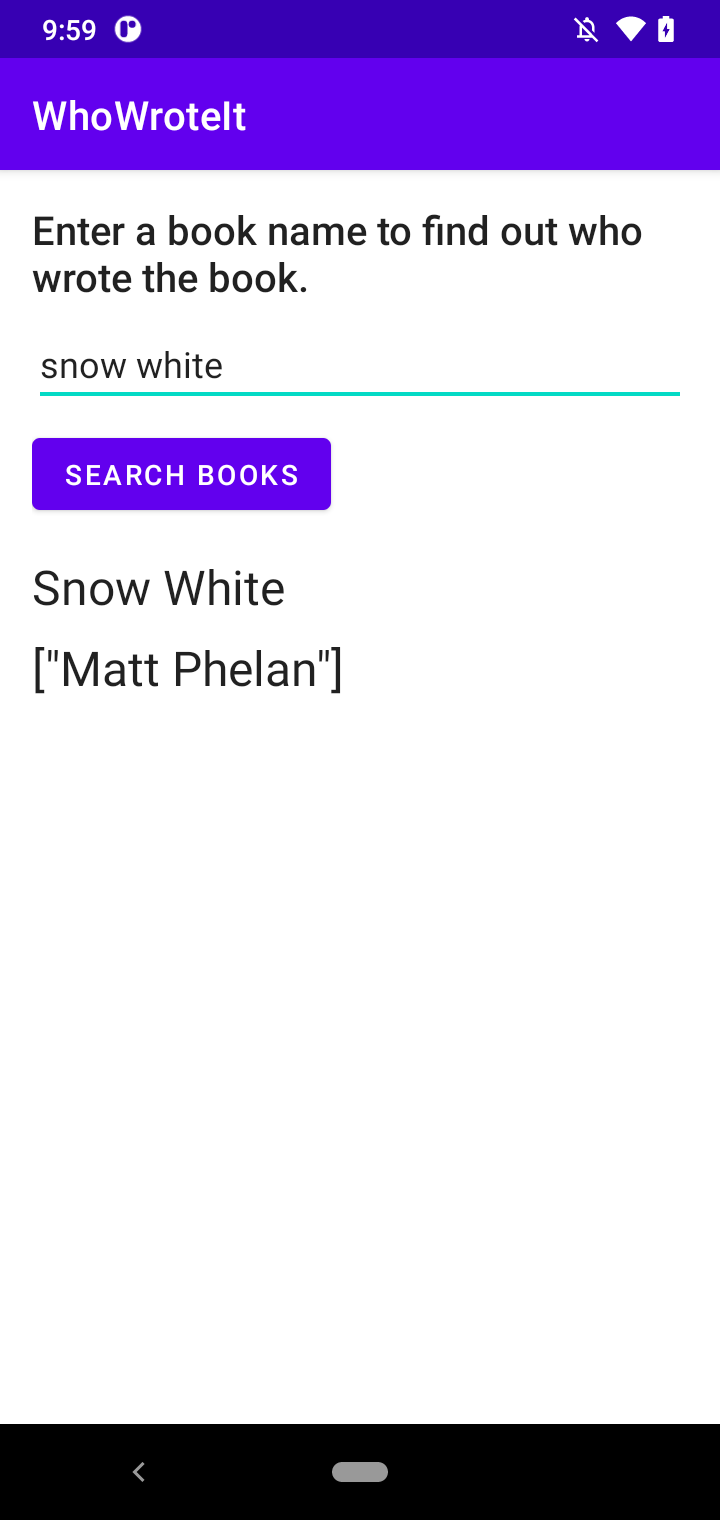 9:59
WhoWroteIt
Enter a book name to find out who
wrote the book.
snow white
SEARCH BOOKS
Snow White
["Matt Phelan"]